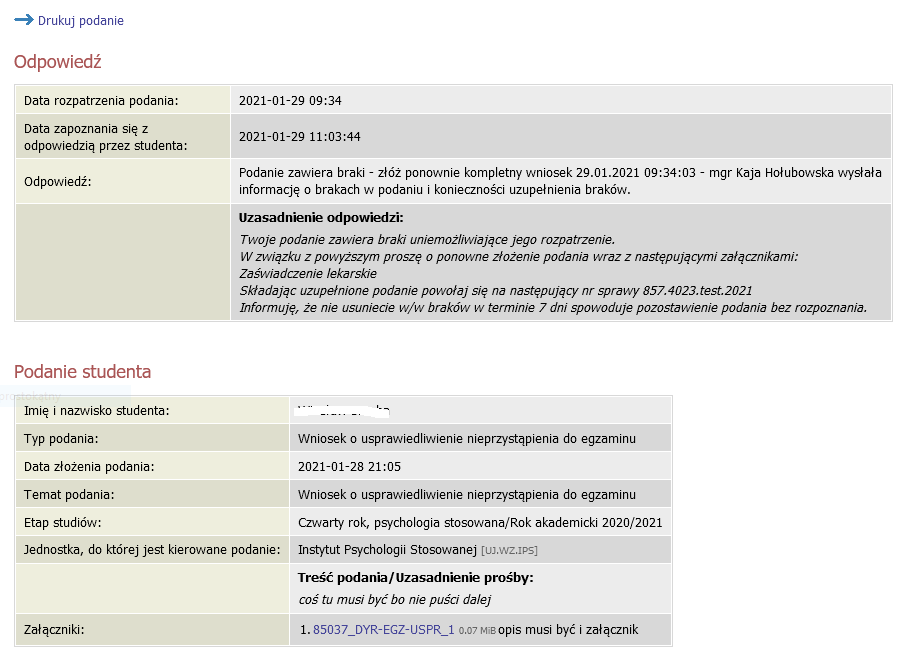 Drukuj podanie
Odpowiedź
Data rozpatrzenia podania: 2021-01-29 09:34
Data zapoznania się z
odpowiedzią przez studenta: 2021-01-29 11:03:44
Odpowiedź: Podanie zawiera braki - złóż ponownie kompletny wniosek 29.01.2021 09:34:03 - mgr Kaja Hołubowska wysłała
informację o brakach w podaniu i konieczności uzupełnienia braków.
Uzasadnienie odpowiedzi:
Twoje podanie zawiera braki uniemożliwiające jego rozpatrzenie.
W związku z powyższym proszę o ponowne złożenie podania wraz z następującymi załącznikami:
Zaświadczenie lekarskie
Składając uzupełnione podanie powołaj się na następujący nr sprawy 857.4023.test.2021
Informuję, że nie usuniecie w/w braków w terminie 7 dni spowoduje pozostawienie podania bez rozpoznania.
Podanie studenta
prostokątny
Imię i nazwisko studenta:
Typ podania: Wniosek o usprawiedliwienie nieprzystąpienia do egzaminu
Data złożenia podania: 2021-01-28 21:05
Temat podania: Wniosek o usprawiedliwienie nieprzystąpienia do egzaminu
Etap studiów: Czwarty rok, psychologia stosowana/Rok akademicki 2020/2021
Jednostka, do której jest kierowane podanie: Instytut Psychologii Stosowanej [UJ.WZ.IPS]
Treść podania/Uzasadnienie prośby:
coś tu musi być bo nie puści dalej
Załączniki: 1. 85037_DYR-EGZ-USPR_1 0.07 MiB opis musi być i załącznik